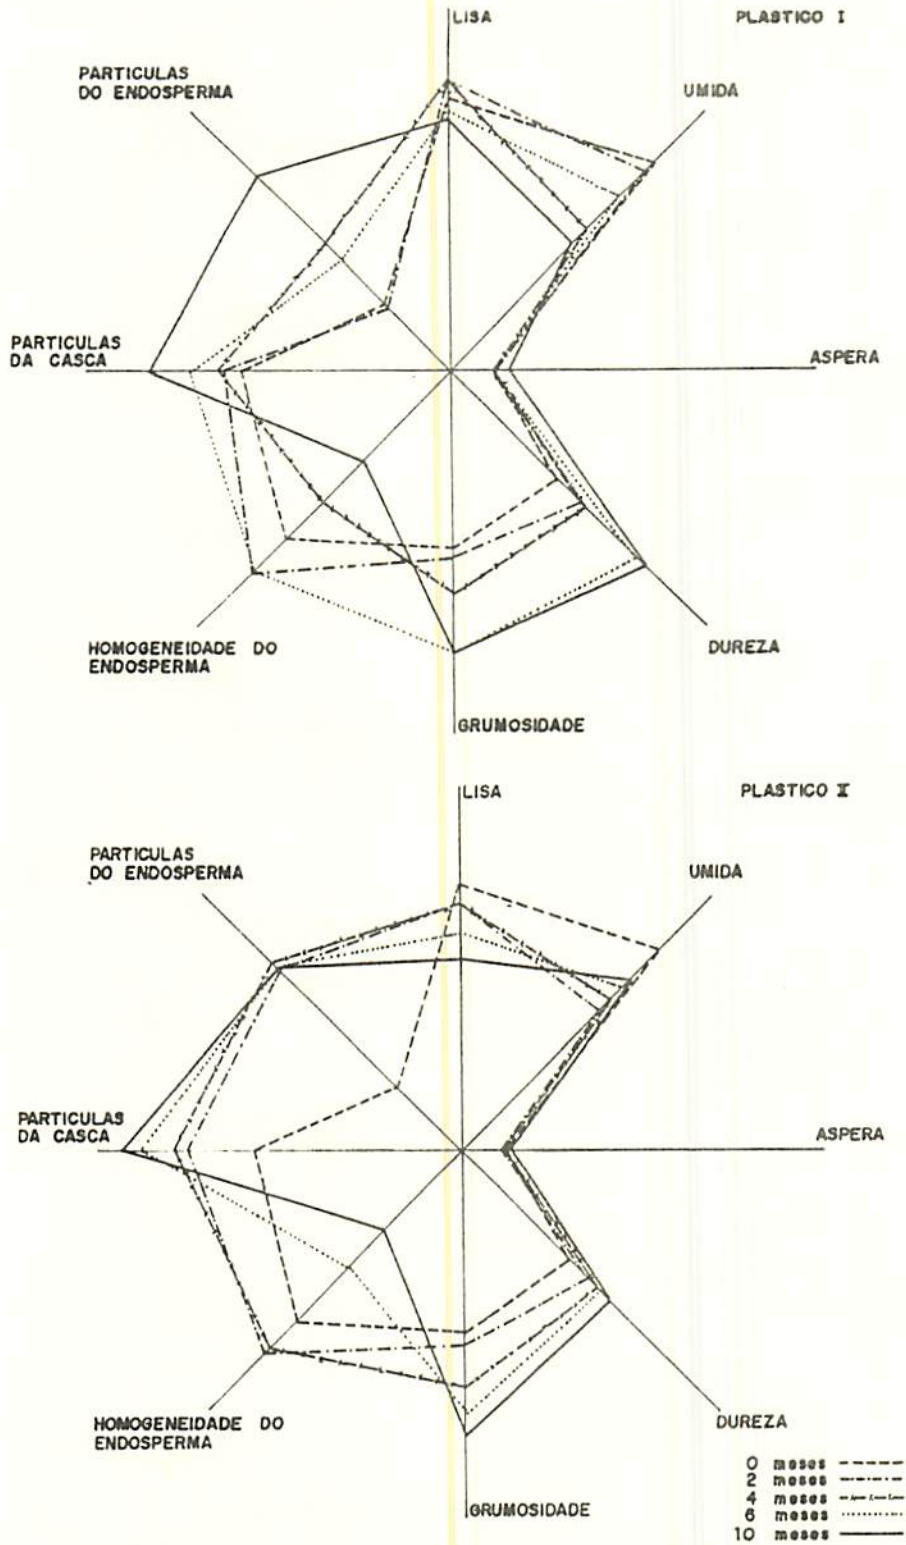 LISA
PLASTICO I
PARTICULAS
DO ENDOSPERMA
UMIDA
PARTICULAS
DA CASCA
ASPERA
HOMOGENEIDADE DO
ENDOSPERMA
DUREZA
GRUMOSIDADE
LISA
PLASTICO II
PARTICULAS
DO ENDOSPERMA
UMIDA
PARTICULAS
DA CASCA
ASPERA
HOMOGENEIDADE DO
ENDOSPERMA
DUREZA
GRUMOSIDADE
0 meses
2 meses
4 meses
6 meses
10 meses